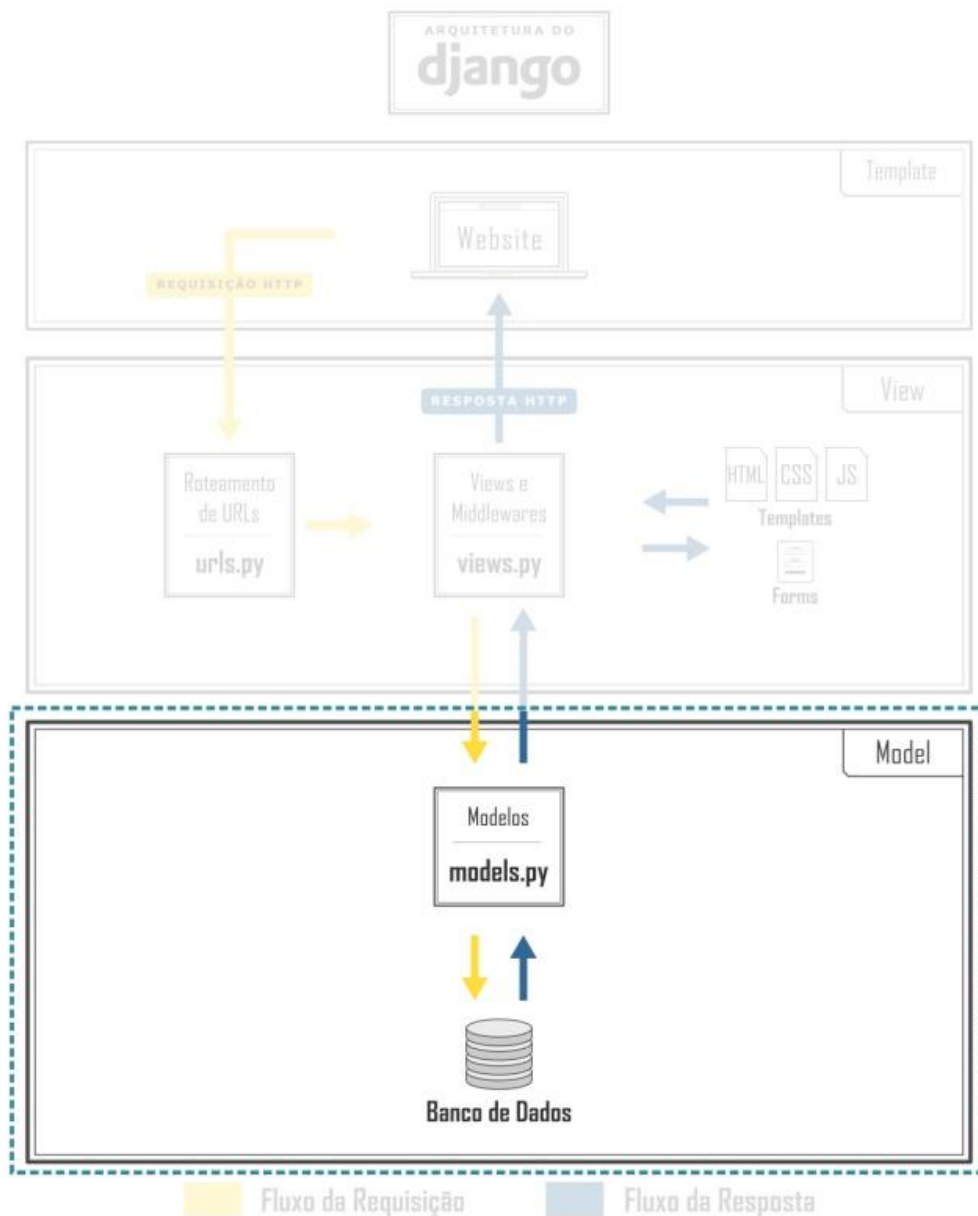 ARQUITETURA DO
django
Template
Website
REQUISIÇÃO HTTP
View
RESPOSTA HTTP
Roteamento
de URLs
urls.py
Views e
Middlewares
views.py
HTML CSS JS
Templates
Forms
Model
Modelos
models.py
Banco de Dados
Fluxo da Requisição
Fluxo da Resposta